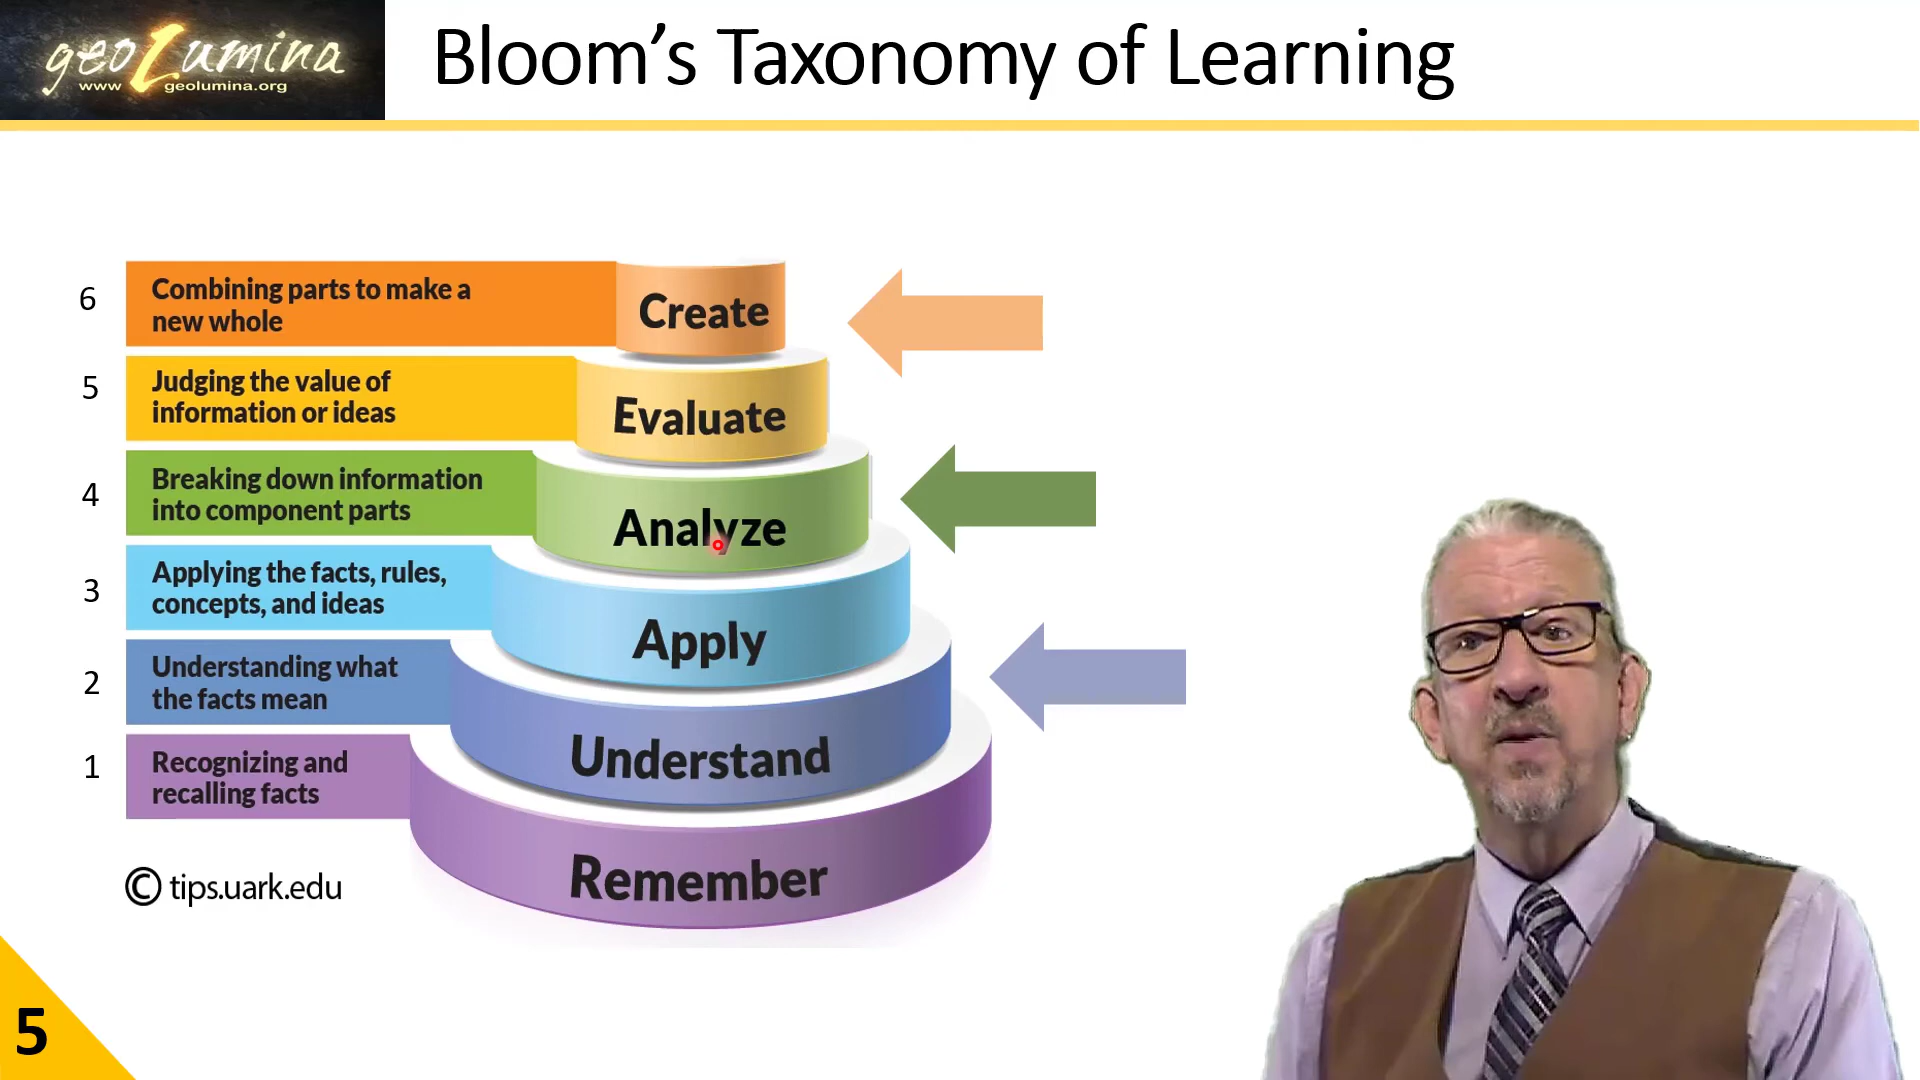 geoLumina
www geolumina.org
Bloom’s Taxonomy of Learning
6
Combining parts to make a
new whole
Create
5
Judging the value of
information or ideas
Evaluate
4
Breaking down information
into component parts
Analyze
3
Applying the facts, rules,
concepts, and ideas
Apply
2
Understanding what
the facts mean
Understand
1
Recognizing and
recalling facts
Remember
© tips.uark.edu
5